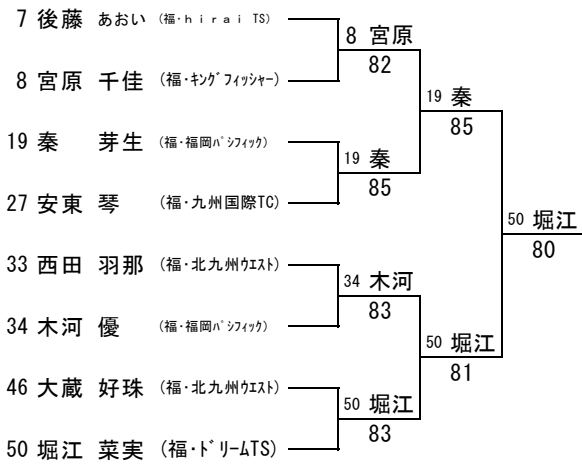 7 後藤 あおい (福・ｈｉｒａｉ TS)
8 宮原
82
8 宮原 千佳 (福・ｷﾝｸﾞﾌｨｯｼｬｰ)
19 秦
85
19 秦 芽生 (福・福岡ﾊﾟｼﾌｨｯｸ)
19 秦
85
27 安東 琴 (福・九州国際TC)
50 堀江
80
33 西田 羽那 (福・北九州ｳｴｽﾄ)
34 木河
83
34 木河 優 (福・福岡ﾊﾟｼﾌｨｯｸ)
50 堀江
81
46 大蔵 好珠 (福・北九州ｳｴｽﾄ)
50 堀江
83
50 堀江 菜実 (福・ﾄﾞﾘｰﾑTS)